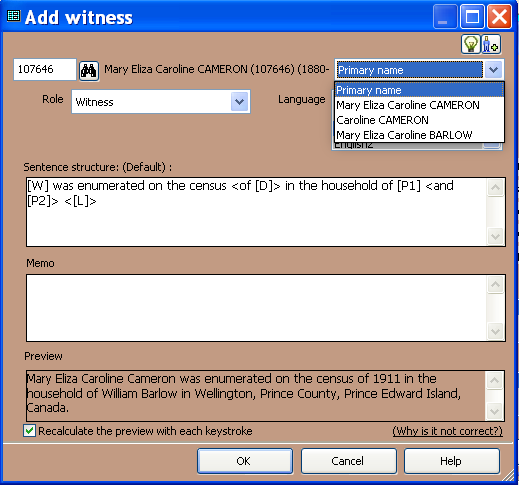 Add witness
107646 Mary Eliza Caroline CAMERON (107646) (1880- Primary name
Primary name
Mary Eliza Caroline CAMERON
Caroline CAMERON
Mary Eliza Caroline BARLOW
Role Witness Language
English2
Sentence structure: (Default) :
[W] was enumerated on the census <of [D]> in the household of [P1] <and
[P2]> <[L]>
Memo
Preview
Mary Eliza Caroline Cameron was enumerated on the census of 1911 in the
household of William Barlow in Wellington, Prince County, Prince Edward Island,
Canada.
Recalculate the preview with each keystroke (Why is it not correct?)
OK Cancel Help